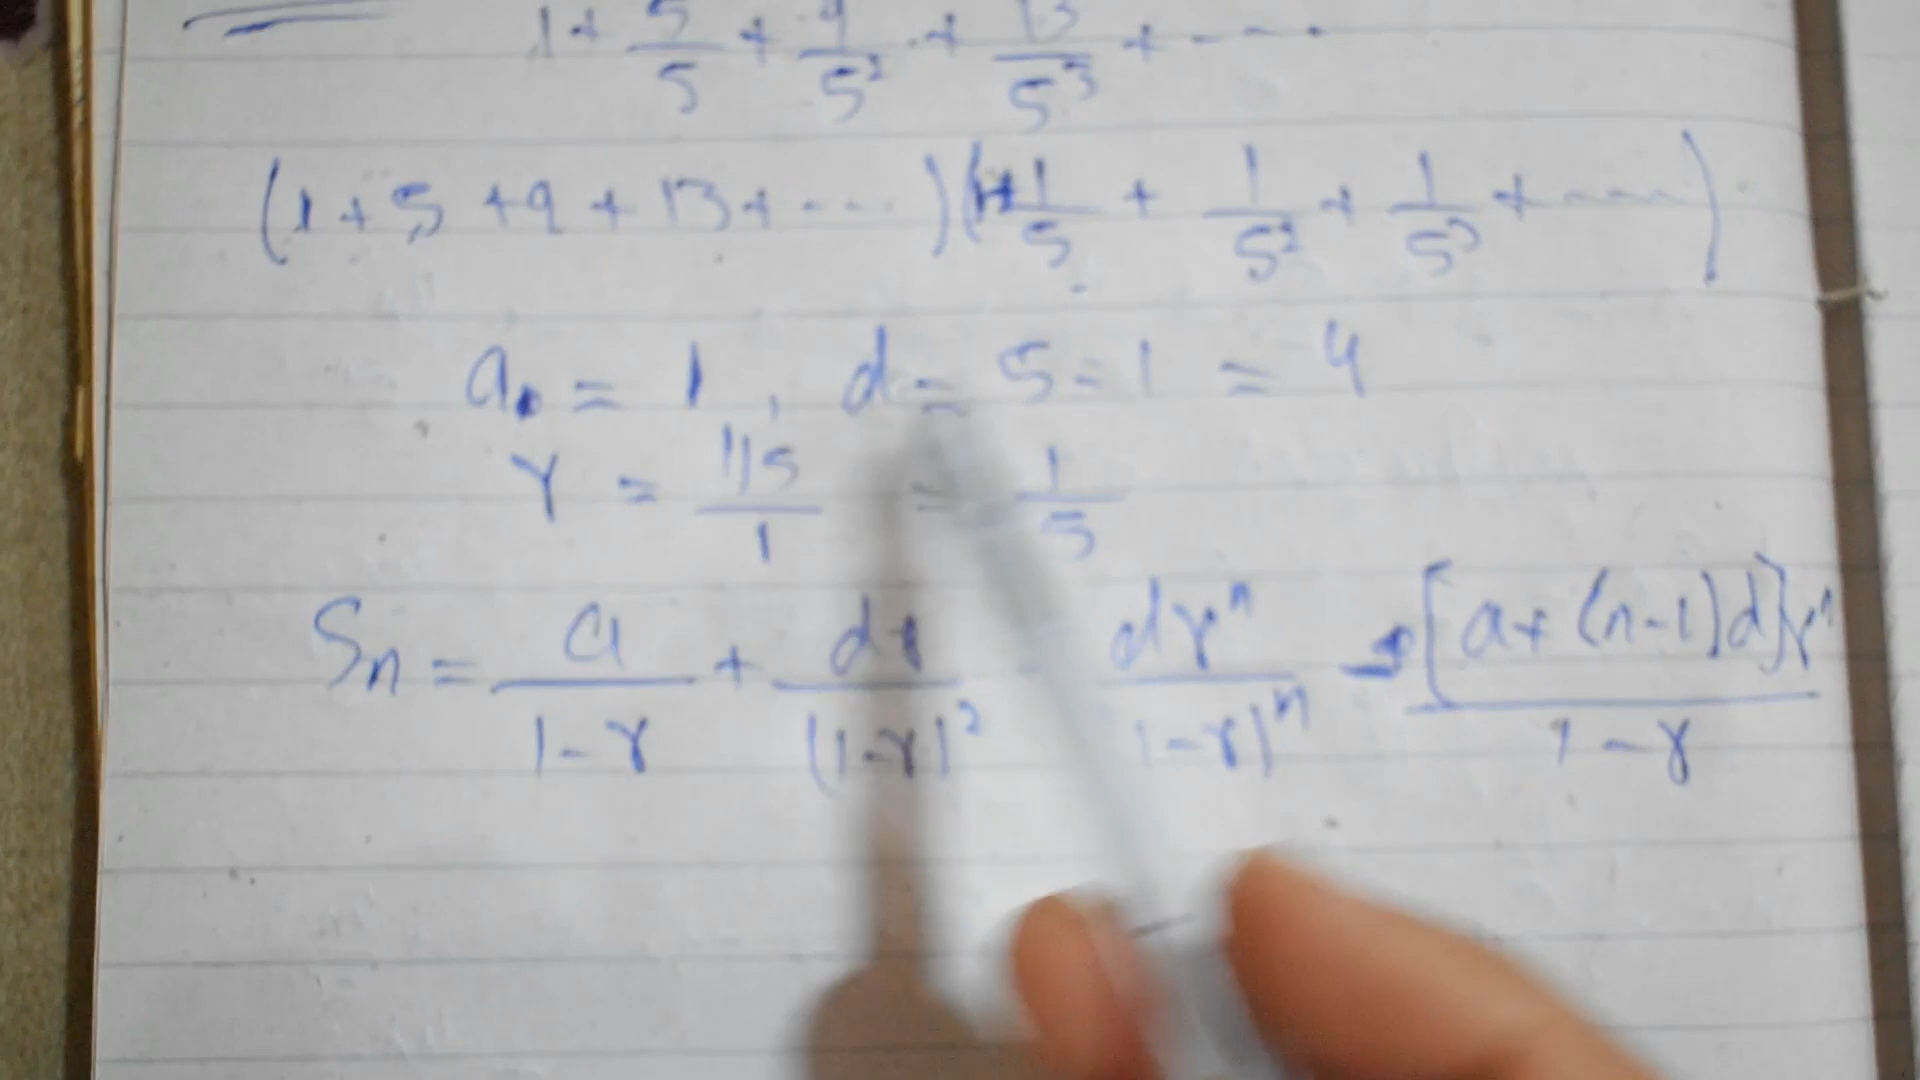 1 + 5/5 + 9/5² + 13/5³ + ----
(1 + 5 + 9 + 13 + ---)(1 + 1/5 + 1/5² + 1/5³ + ----)
a = 1, d = 5 - 1 = 4
r = 1/5/1 = 1/5
Sn = a/1-r + dr/(1-r)² dr^n/1-r)^n - [a+(n-1)d]r^n/1-r